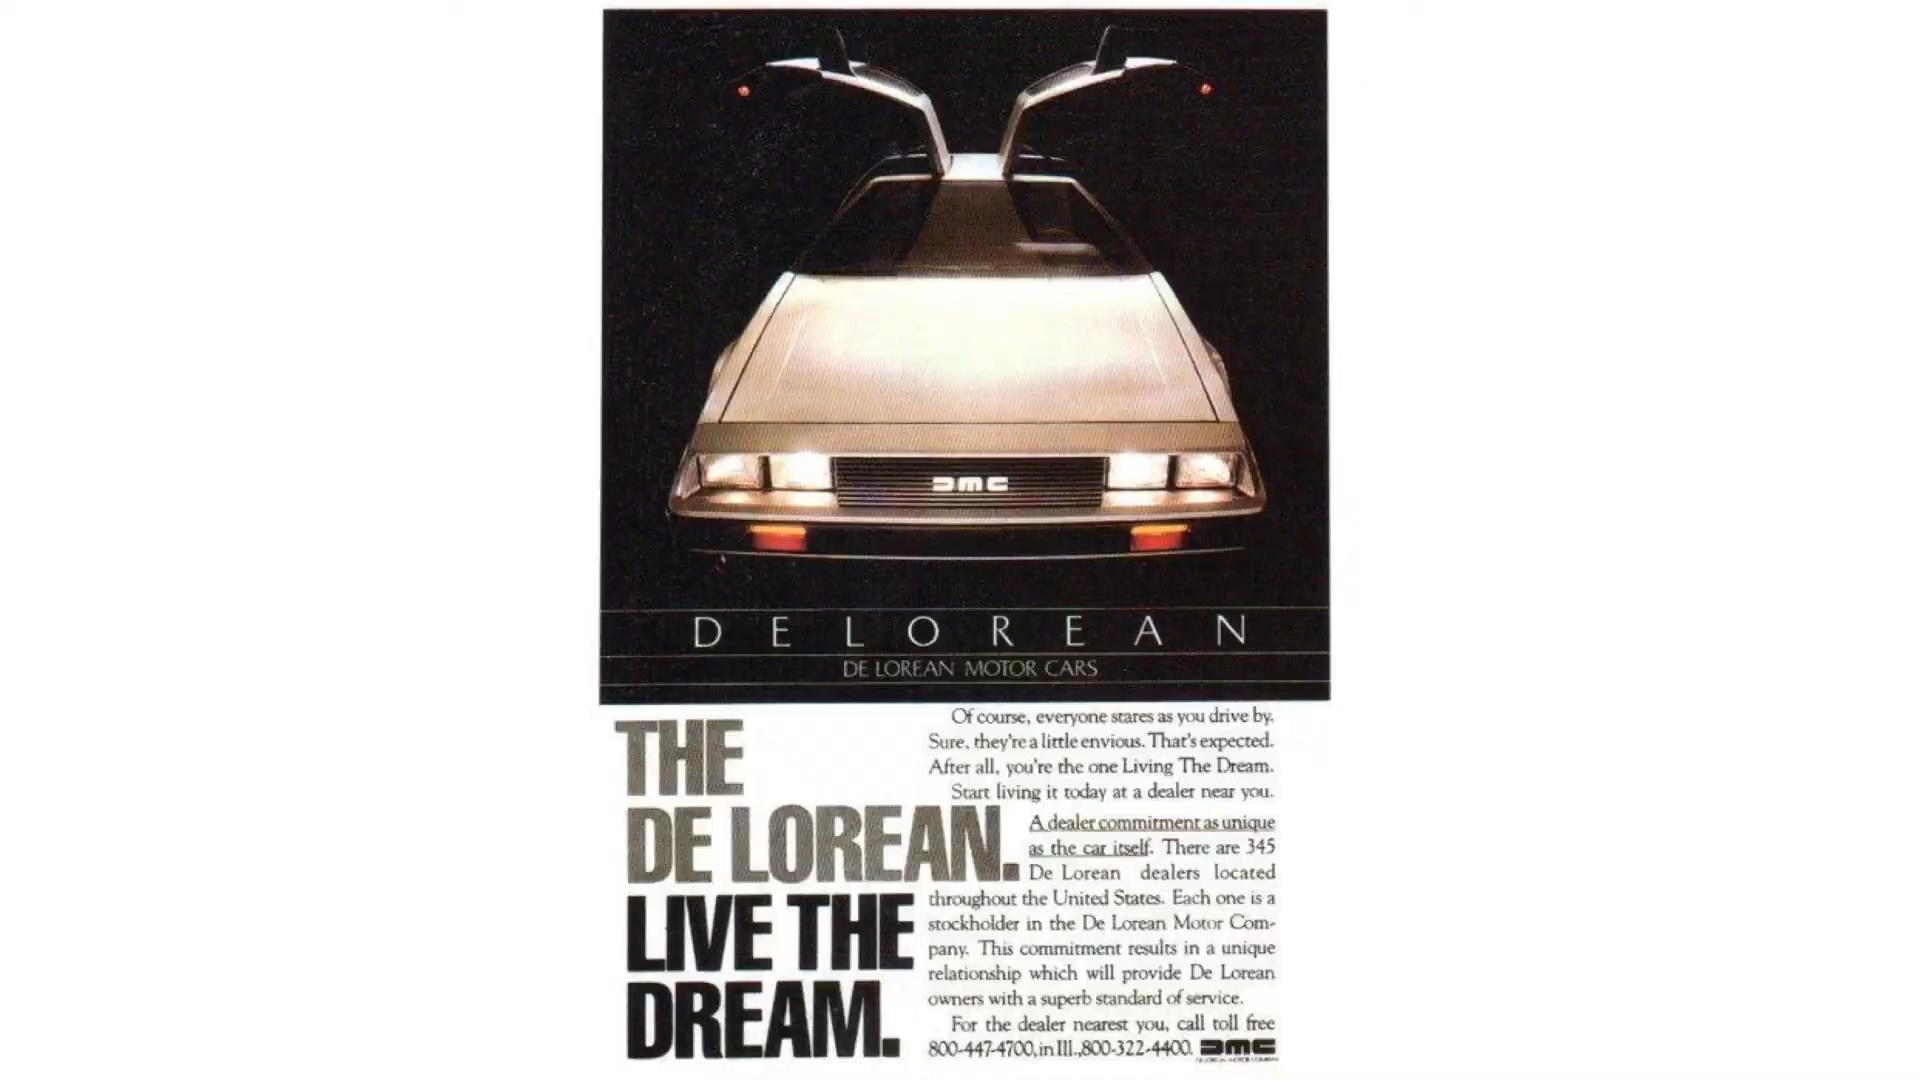 DMC
DELOREAN
DE LOREAN MOTOR CARS
THE
DE LOREAN.
LIVE THE
DREAM.
Of course, everyone stares as you drive by.
Sure, they're a little envious. That's expected.
After all, you're the one Living The Dream.
Start living it today at a dealer near you.
A dealer commitment as unique
as the car itself. There are 345
De Lorean dealers located
throughout the United States. Each one is a
stockholder in the De Lorean Motor Com-
pany. This commitment results in a unique
relationship which will provide De Lorean
owners with a superb standard of service.
For the dealer nearest you, call toll free
800-447-4700, in Ill., 800-322-4400. DMC
DE LOREAN MOTOR COMPANY